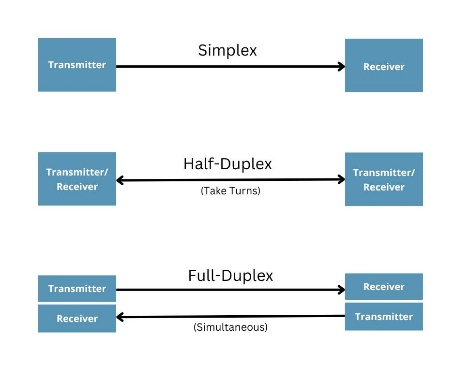 Simplex
Transmitter
Receiver
Half-Duplex
Transmitter/
Receiver
(Take Turns)
Transmitter/
Receiver
Full-Duplex
Transmitter
Receiver
Receiver
Transmitter
(Simultaneous)